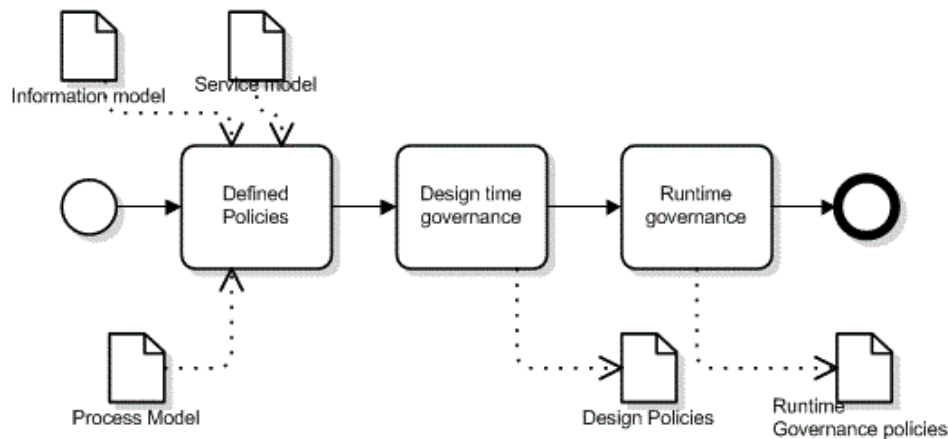 Information model
Service model
Defined
Policies
Design time
governance
Runtime
governance
Process Model
Design Policies
Runtime
Governance policies